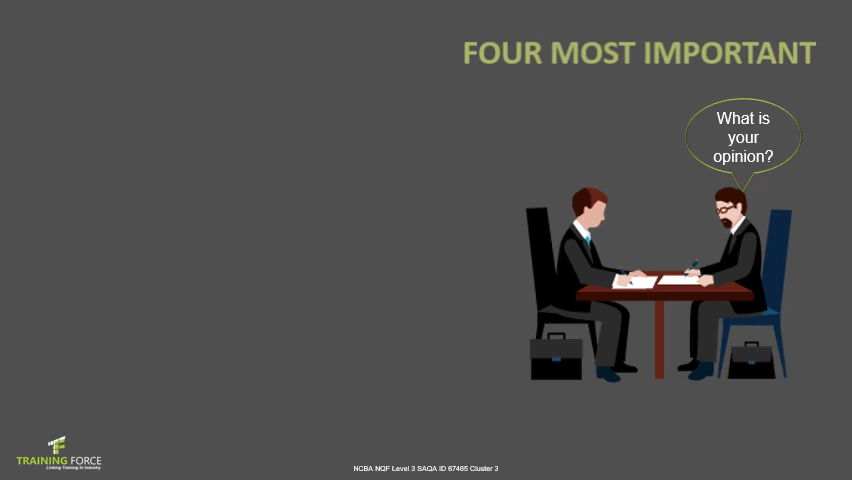 FOUR MOST IMPORTANT
What is
your
opinion?
TRAINING FORCE
Linking Training to Industry
NCBA NQF Level 3 SAQA ID 67465 Cluster 3